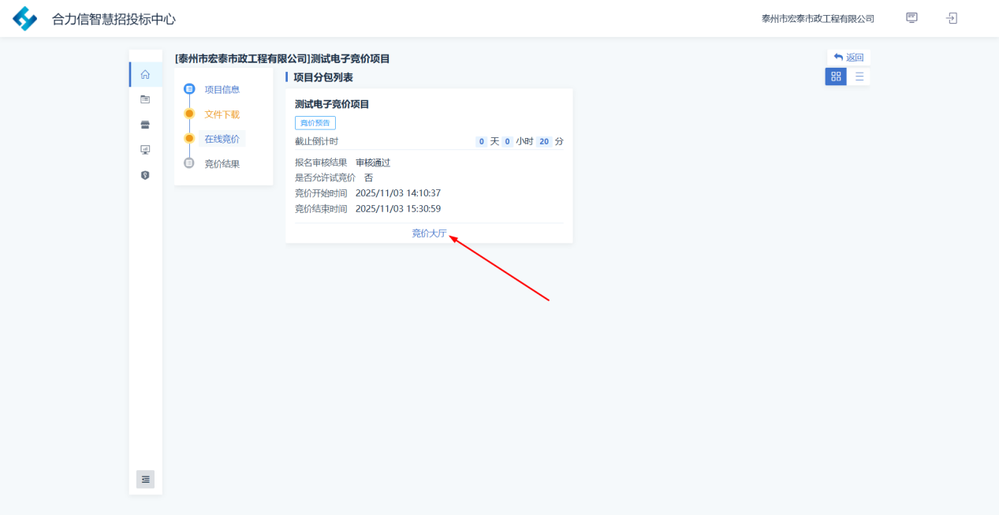 合力信智慧招投标中心
泰州市宏泰市政工程有限公司
[泰州市宏泰市政工程有限公司]测试电子竞价项目
返回
项目信息
文件下载
在线竞价
竞价结果
项目分包列表
测试电子竞价项目
竞价预告
截止倒计时 0 天 0 小时 20 分
报名审核结果 审核通过
是否允许试竞价 否
竞价开始时间 2025/11/03 14:10:37
竞价结束时间 2025/11/03 15:30:59
竞价大厅